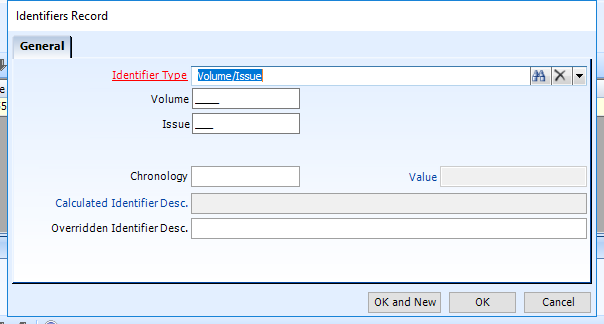 Identifiers Record
General
Identifier Type Volume/Issue
Volume ____
Issue ___
Chronology Value
Calculated Identifier Desc.
Overridden Identifier Desc.
OK and New OK Cancel